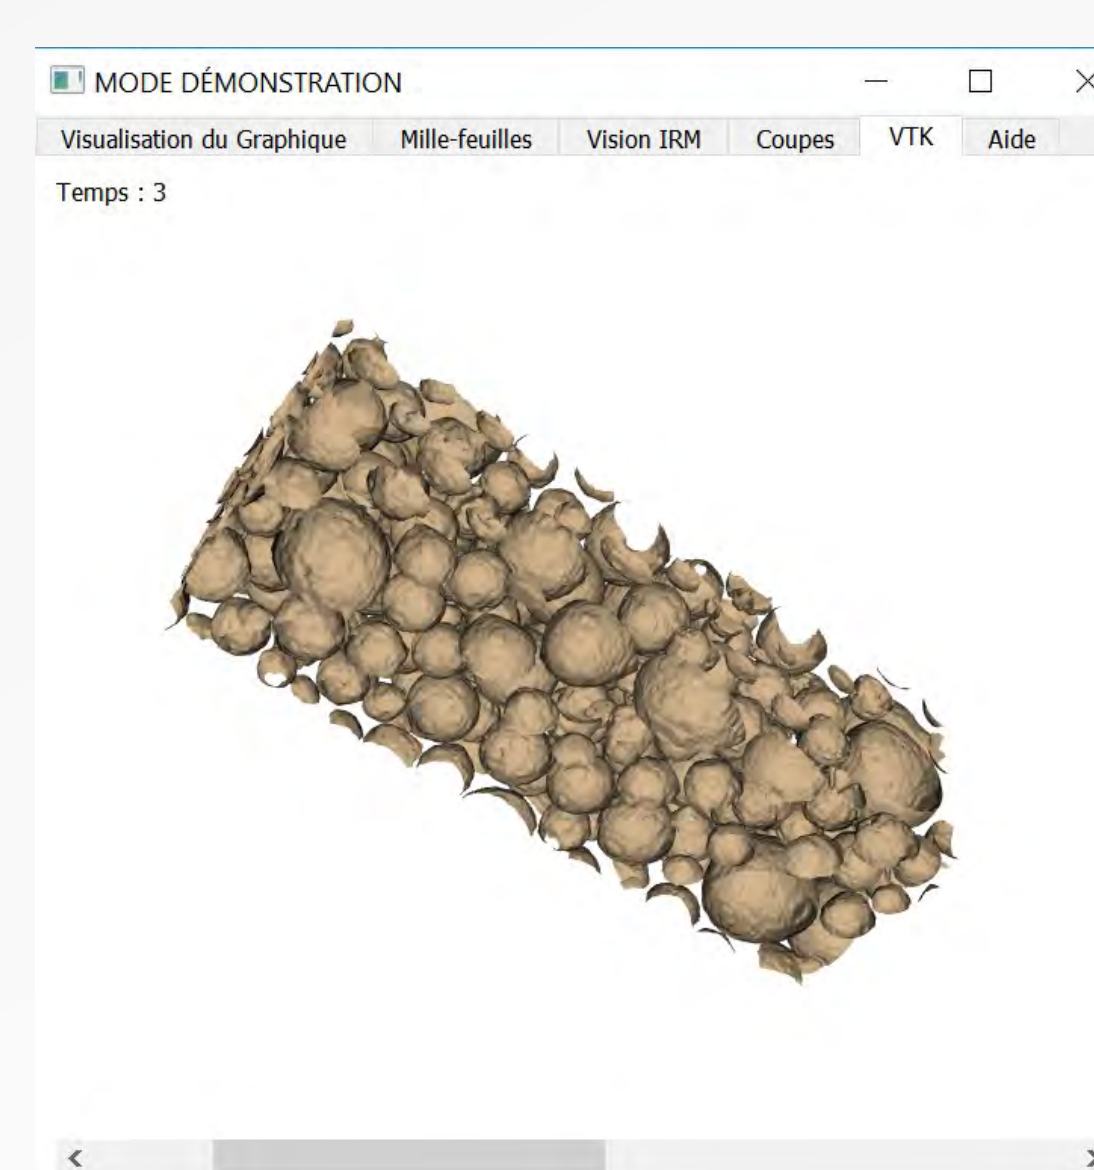 MODE DÉMONSTRATION
Visualisation du Graphique Mille-feuilles Vision IRM Coupes VTK Aide
Temps : 3